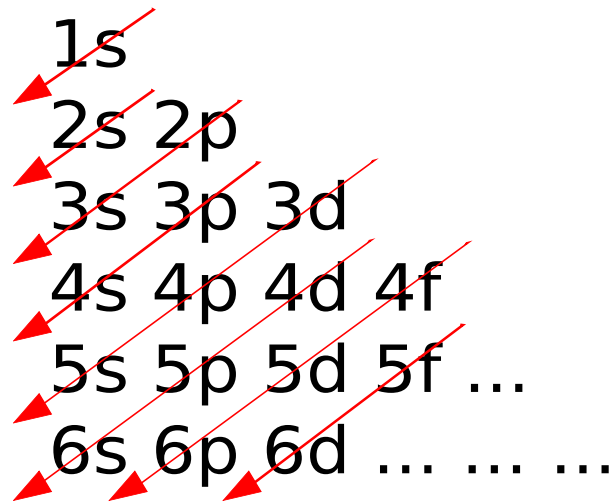 1s
2s 2p
3s 3p 3d
4s 4p 4d 4f
5s 5p 5d 5f ...
6s 6p 6d ... ... ...